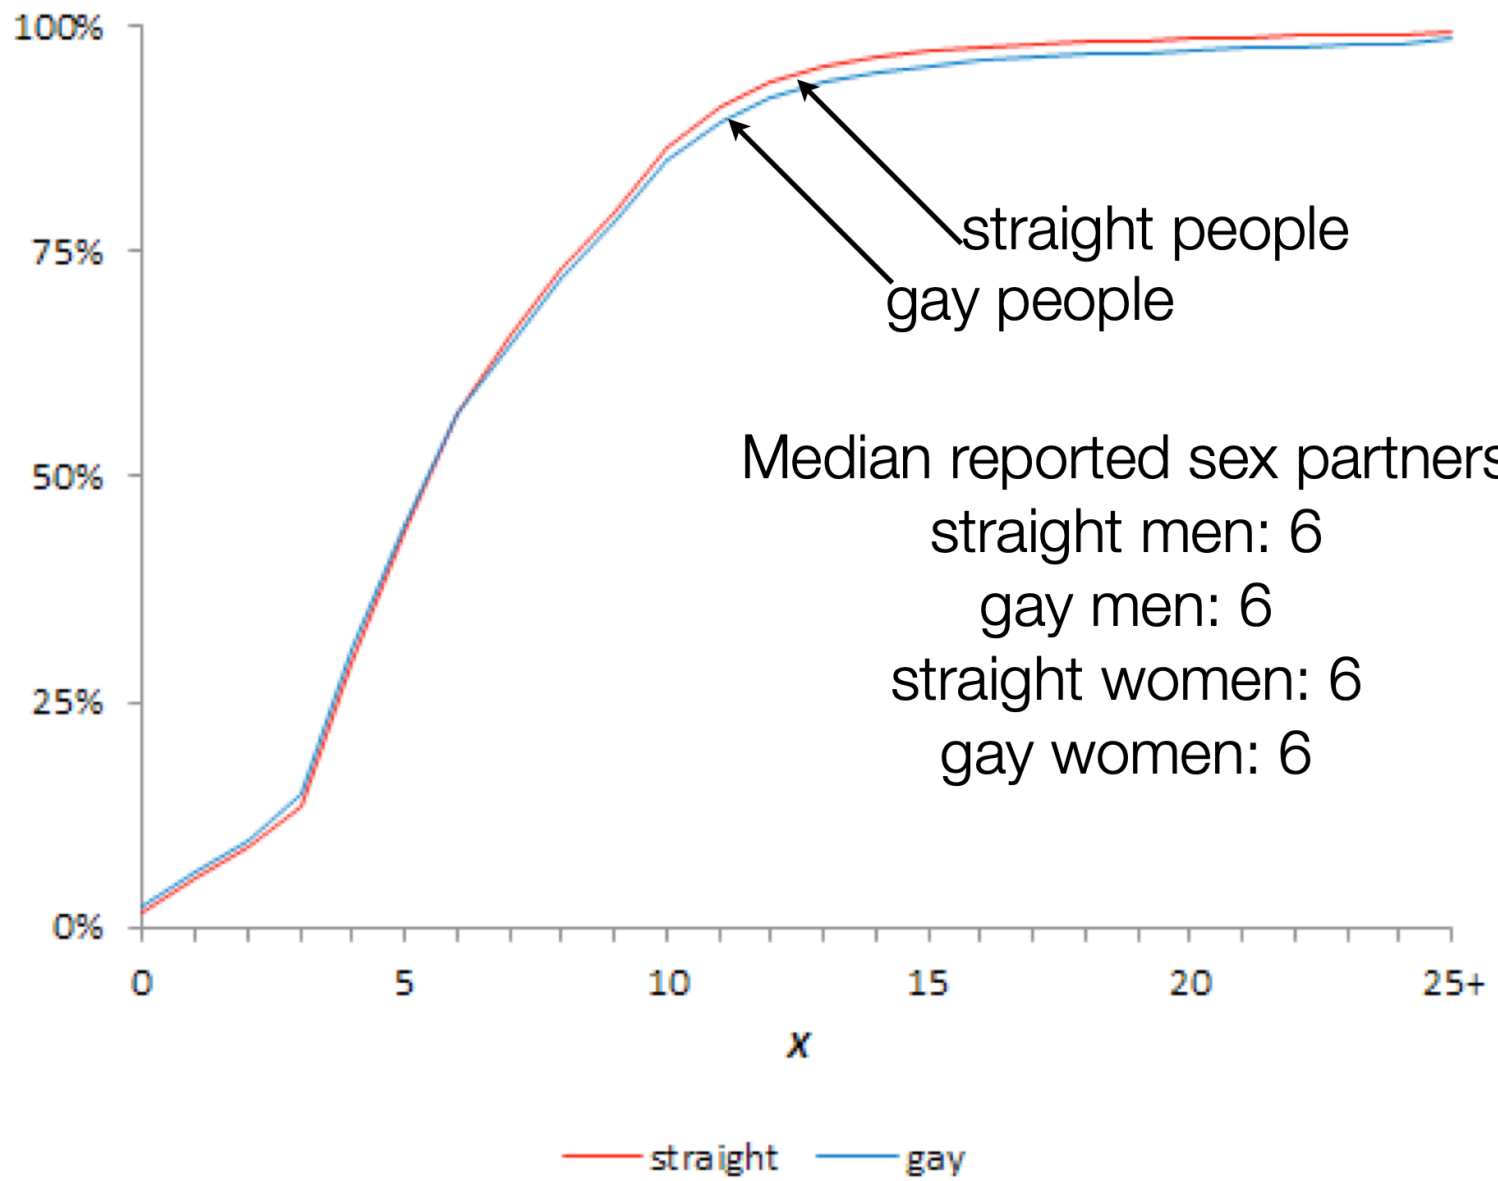 100%
75%
50%
25%
0%
straight people
gay people
Median reported sex partners
straight men: 6
gay men: 6
straight women: 6
gay women: 6
0 5 10 15 20 25+
x
straight gay